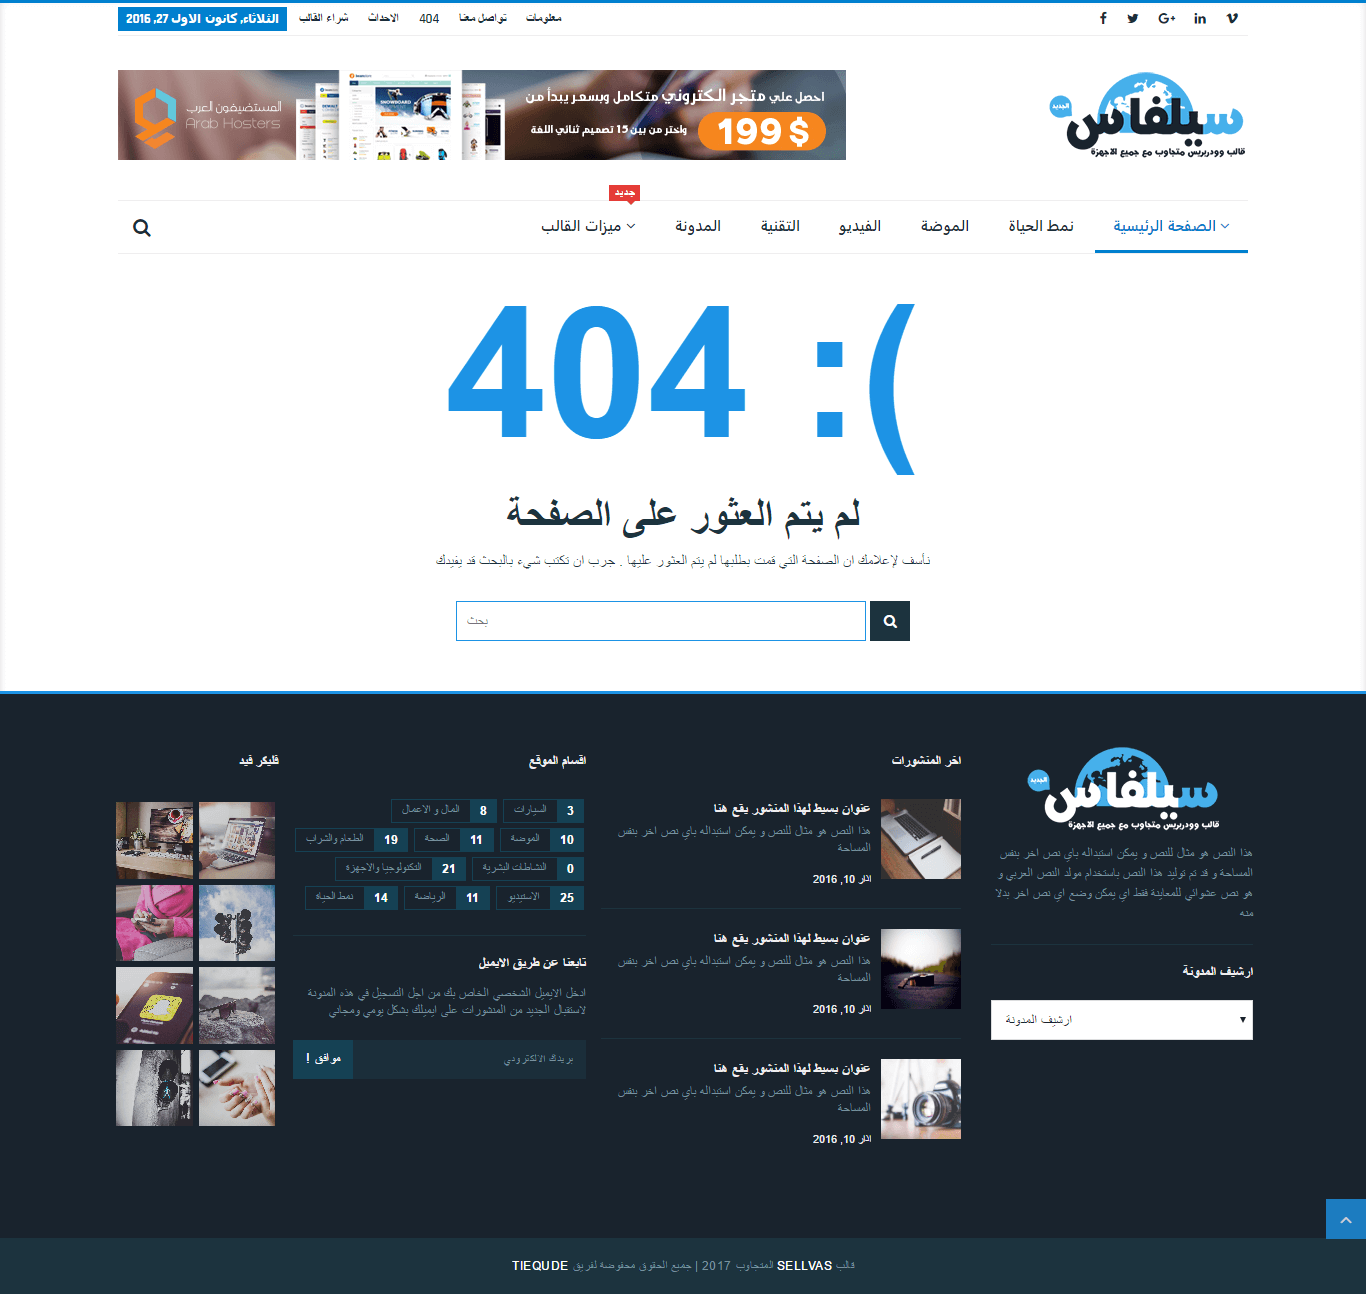 معلومات
تواصل معنا
404
الاحداث
شراء القالب
الثلاثاء, كانون الاول 27, 2016
سيلفاس
الجديد
قالب ووردبريس متجاوب مع جميع الاجهزة
احصل علي متجر الكتروني متكامل وبسعر يبدأ من
199 $
واختر من بين 15 تصميم ثنائي اللغة
SNOWBOARD
المستضيفون العرب
Arab Hosters
الصفحة الرئيسية
نمط الحياة
الموضة
الفيديو
التقنية
المدونة
ميزات القالب
جديد
404 :(
لم يتم العثور على الصفحة
نأسف لإعلامك ان الصفحة التي قمت بطلبها لم يتم العثور عليها . جرب ان تكتب شيء بالبحث قد يفيدك
بحث
سيلفاس
الجديد
قالب ووردبريس متجاوب مع جميع الاجهزة
هذا النص هو مثال للنص و يمكن استبداله باي نص اخر بنفس
المساحة و قد تم توليد هذا النص باستخدام مولد النص العربي و
هو نص عشوائي للمعاينة فقط اي يمكن وضع اي نص اخر بدلا
منه
ارشيف المدونة
ارشيف المدونة
اخر المنشورات
عنوان بسيط لهذا المنشور يقع هنا
هذا النص هو مثال للنص و يمكن استبداله باي نص اخر بنفس
المساحة
اذار 10, 2016
عنوان بسيط لهذا المنشور يقع هنا
هذا النص هو مثال للنص و يمكن استبداله باي نص اخر بنفس
المساحة
اذار 10, 2016
عنوان بسيط لهذا المنشور يقع هنا
هذا النص هو مثال للنص و يمكن استبداله باي نص اخر بنفس
المساحة
اذار 10, 2016
اقسام الموقع
3 السيارات
8 المال و الاعمال
10 الموضة
11 الصحة
19 الطعام والشراب
0 النشاطات البشرية
21 التكنولوجيا والاجهزة
25 الاستيديو
11 الرياضة
14 نمط الحياة
تابعنا عن طريق الايميل
ادخل الايميل الشخصي الخاص بك من اجل التسجيل في هذه المدونة
لاستقبال الجديد من المنشورات على ايميلك بشكل يومي ومجاني
بريدك الالكتروني
موافق !
فليكر فيد
قالب SELLVAS المتجاوب 2017 | جميع الحقوق محفوضة لفريق TIEQUDE